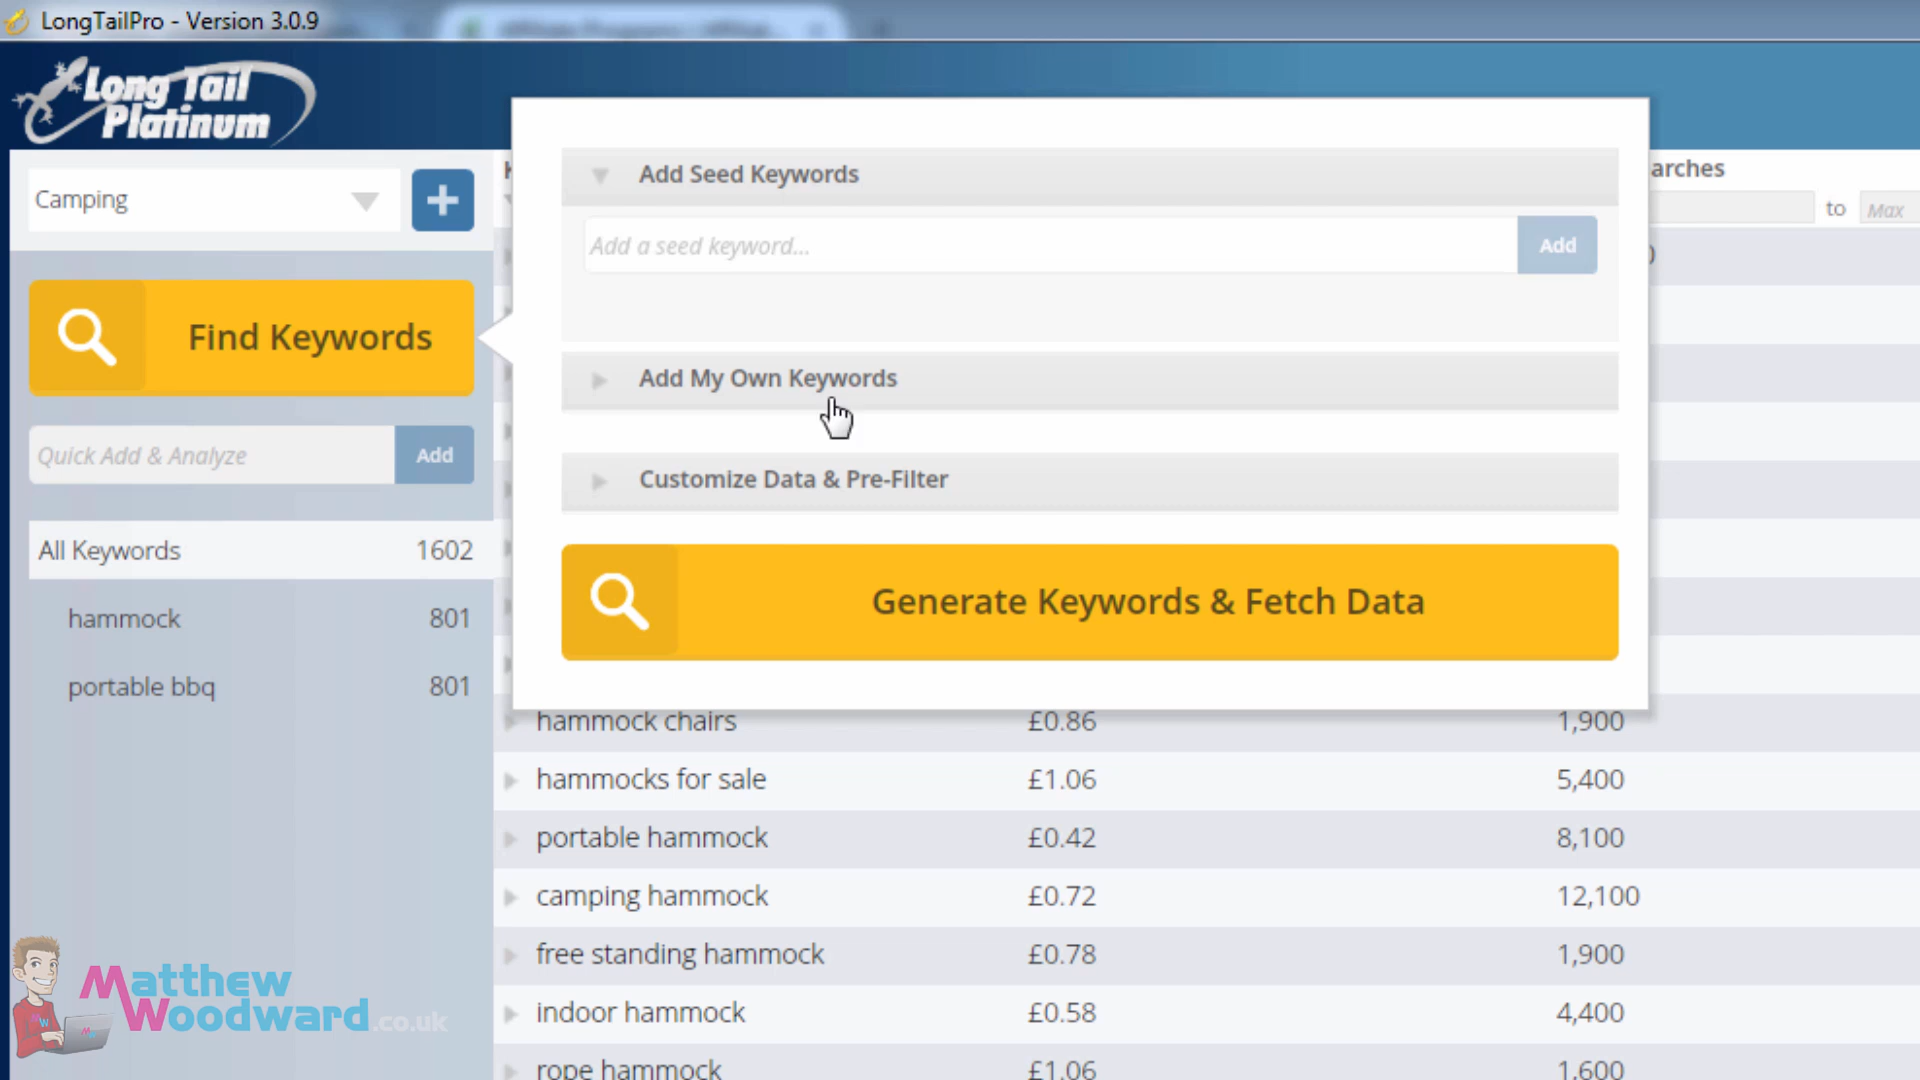 LongTailPro - Version 3.0.9
Long Tail
Platinum
Camping
Find Keywords
Quick Add & Analyze
Add
All Keywords 1602
hammock 801
portable bbq 801
Add Seed Keywords
Add a seed keyword...
Add
Add My Own Keywords
Customize Data & Pre-Filter
Generate Keywords & Fetch Data
arches
to Max
hammock chairs £0.86 1,900
hammocks for sale £1.06 5,400
portable hammock £0.42 8,100
camping hammock £0.72 12,100
free standing hammock £0.78 1,900
indoor hammock £0.58 4,400
rope hammock £1.06 1,600
Matthew
Woodward.co.uk